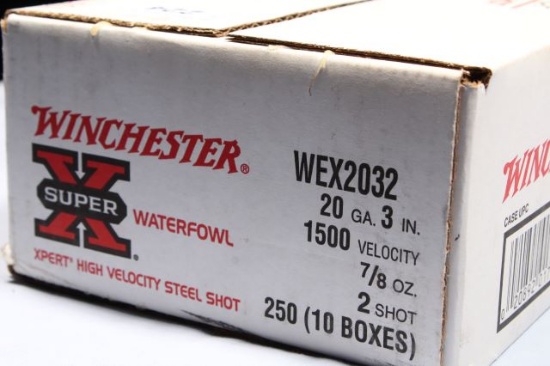 WINCHESTER®
SUPER X
WATERFOWL
XPERT® HIGH VELOCITY STEEL SHOT
WEX2032
20 GA. 3 IN.
1500 VELOCITY
7/8 OZ.
2 SHOT
250 (10 BOXES)
CASE UPC